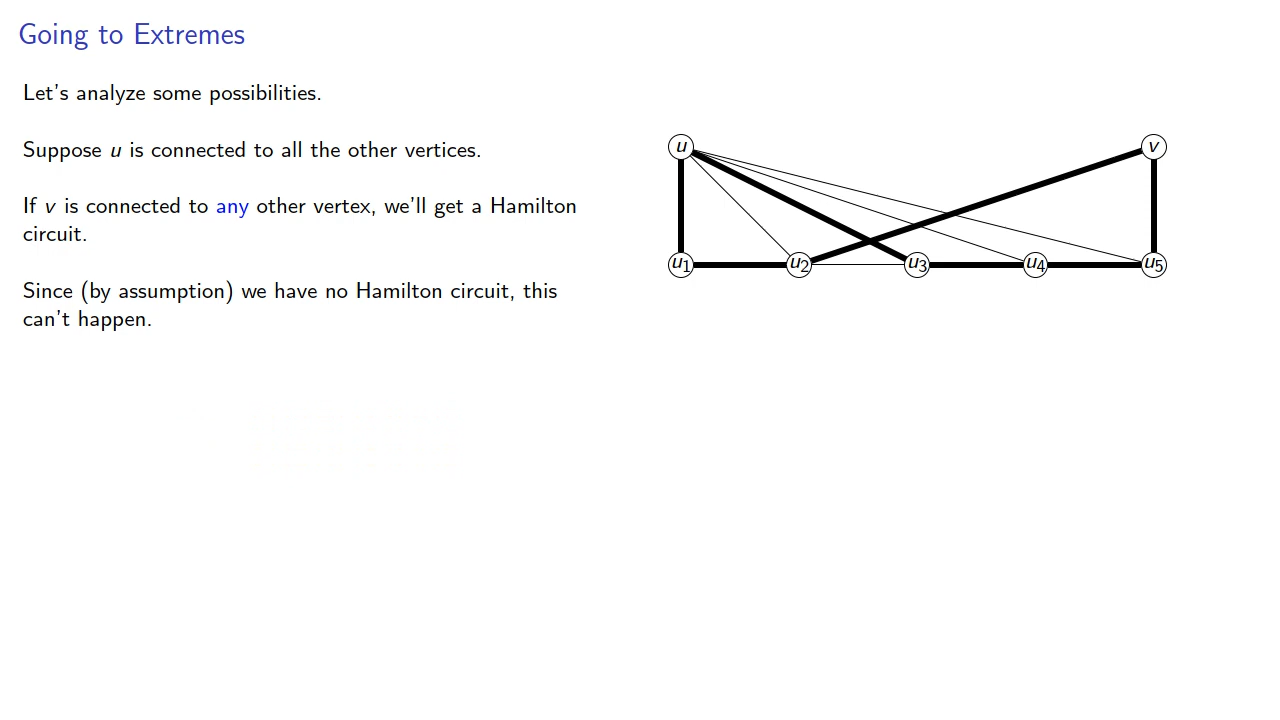 Going to Extremes
Let's analyze some possibilities.
Suppose u is connected to all the other vertices.
If v is connected to any other vertex, we'll get a Hamilton
circuit.
Since (by assumption) we have no Hamilton circuit, this
can't happen.
u v
u1 u2 u3 u4 u5